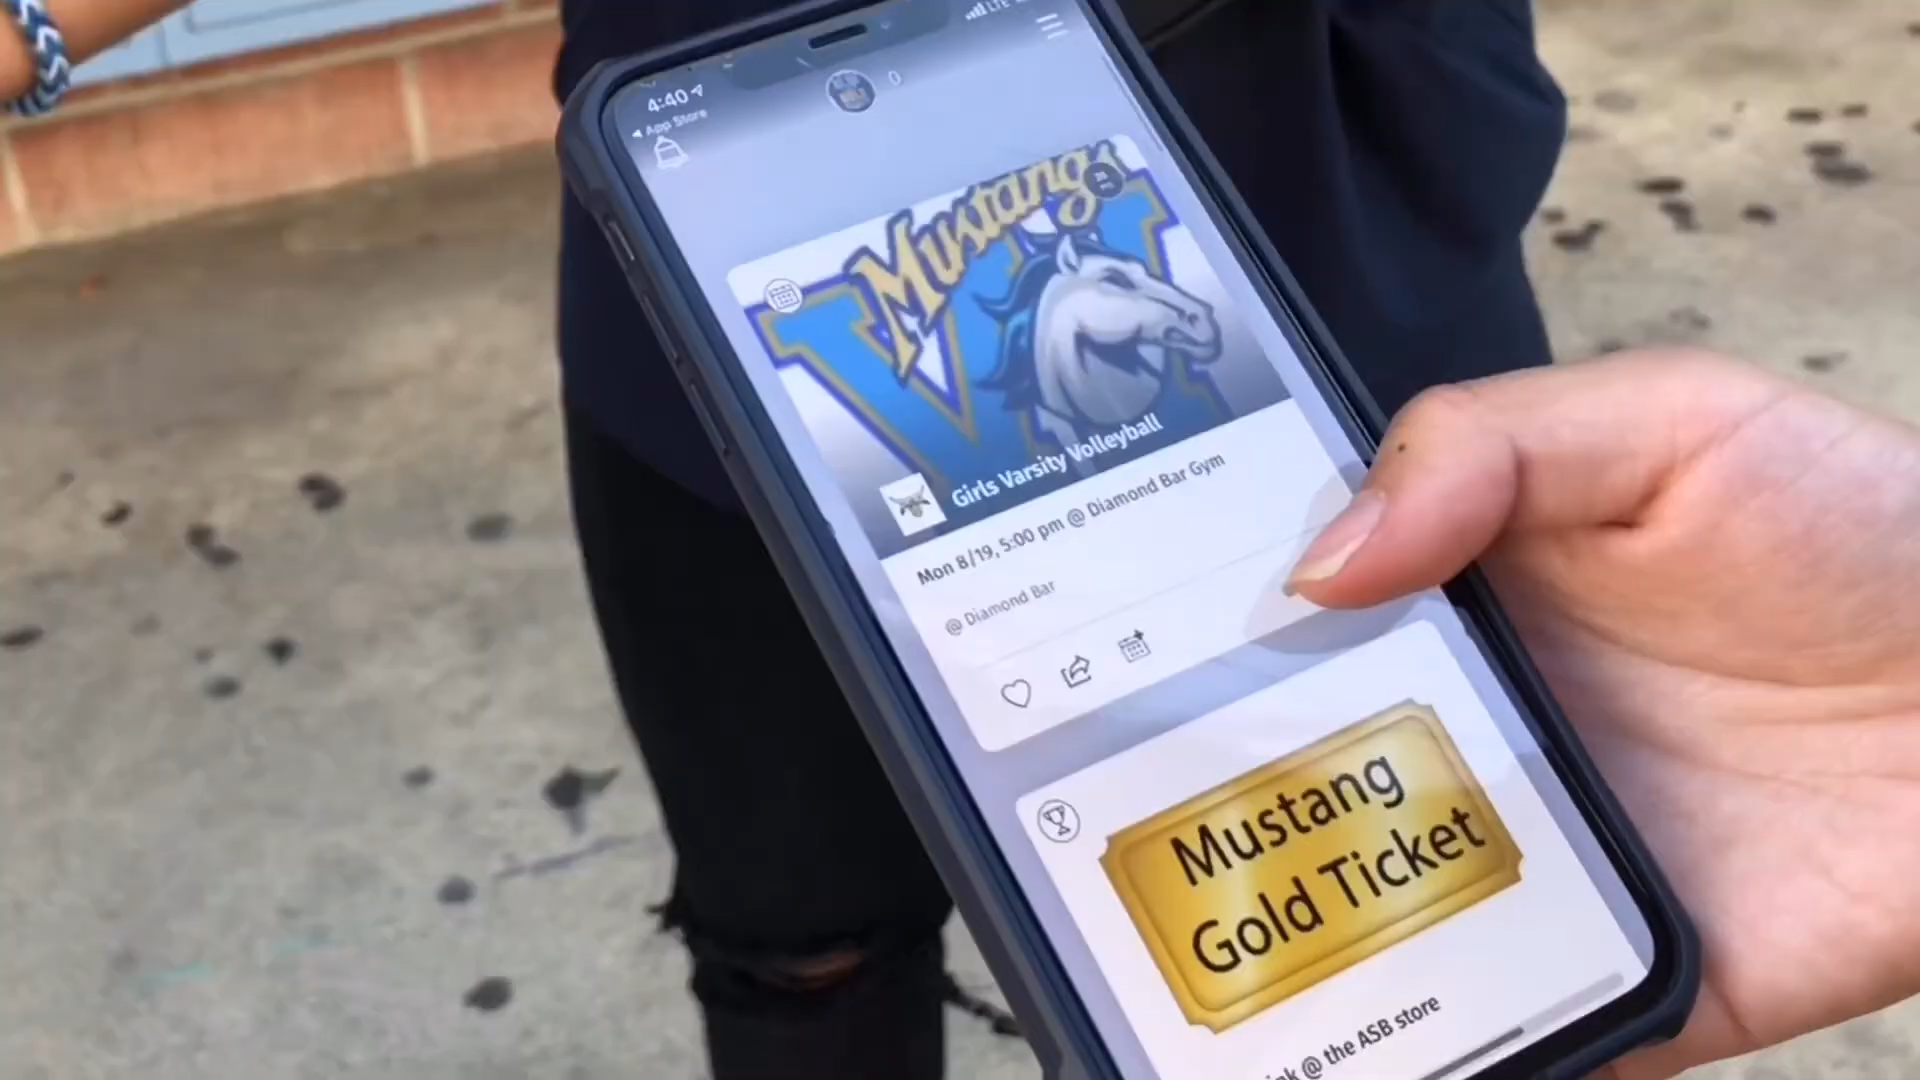 4:40
LTE
App Store
0
Mustangs
Girls Varsity Volleyball
Mon 8/19, 5:00 pm @ Diamond Bar Gym
@ Diamond Bar
Mustang
Gold Ticket
@ the ASB store